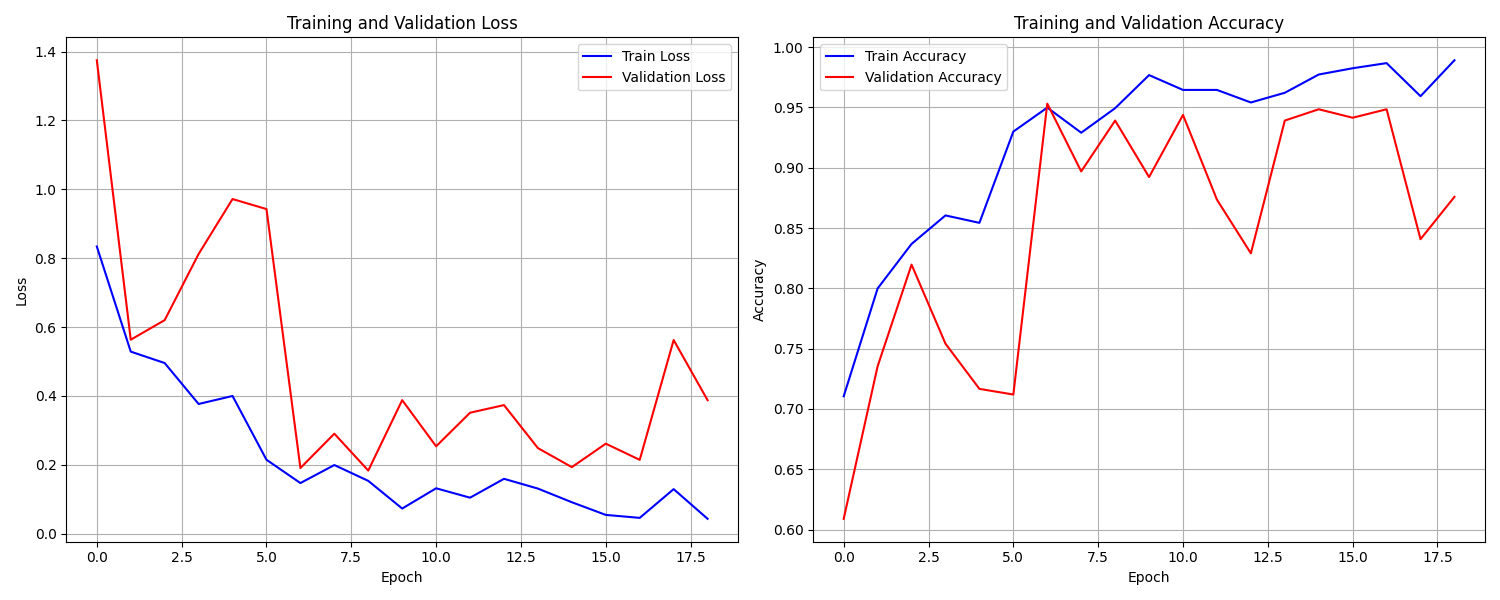 Training and Validation Loss
Train Loss
Validation Loss
1.4
1.2
1.0
0.8
0.6
0.4
0.2
0.0
Loss
0.0 2.5 5.0 7.5 10.0 12.5 15.0 17.5
Epoch
Training and Validation Accuracy
Train Accuracy
Validation Accuracy
1.00
0.95
0.90
0.85
0.80
0.75
0.70
0.65
0.60
Accuracy
0.0 2.5 5.0 7.5 10.0 12.5 15.0 17.5
Epoch